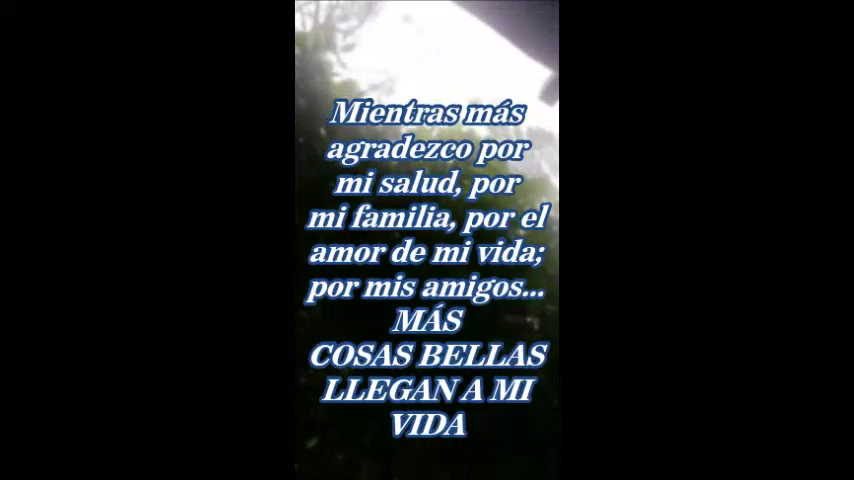 Mientras más
agradezco por
mi salud, por
mi familia, por el
amor de mi vida;
por mis amigos...
MÁS
COSAS BELLAS
LLEGAN A MI
VIDA